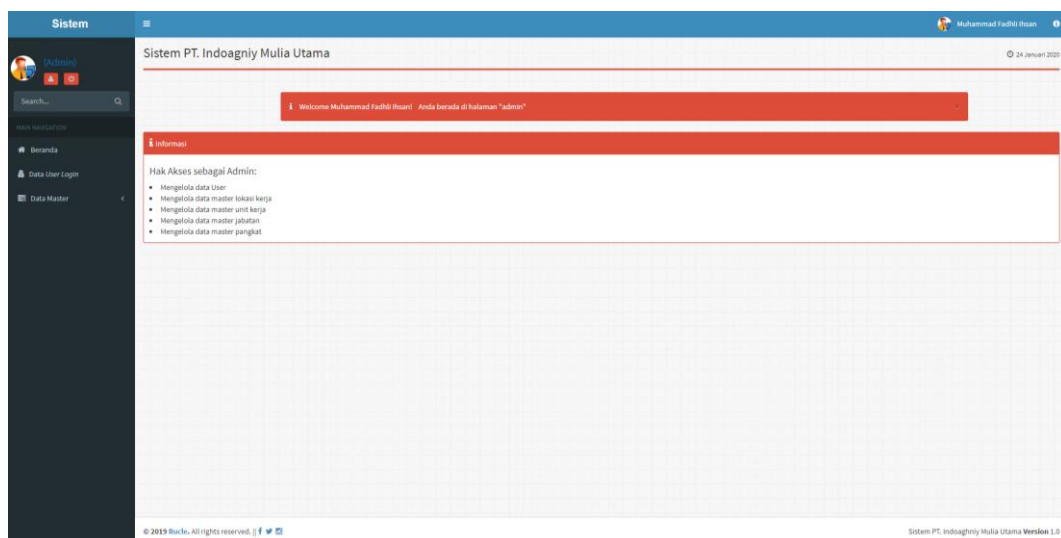 Sistem
Muhammad Fadhli Ihsan
(Admin)
Search...
MAIN NAVIGATION
Beranda
Data User Login
Data Master
Sistem PT. Indoagniy Mulia Utama
24 Januari 2020
Welcome Muhammad Fadhli Ihsan! Anda berada di halaman "admin"
Informasi
Hak Akses sebagai Admin:
Mengelola data User
Mengelola data master lokasi kerja
Mengelola data master unit kerja
Mengelola data master jabatan
Mengelola data master pangkat
© 2019 Rucle. All rights reserved. ||
Sistem PT. Indoaghniy Mulia Utama Version 1.0